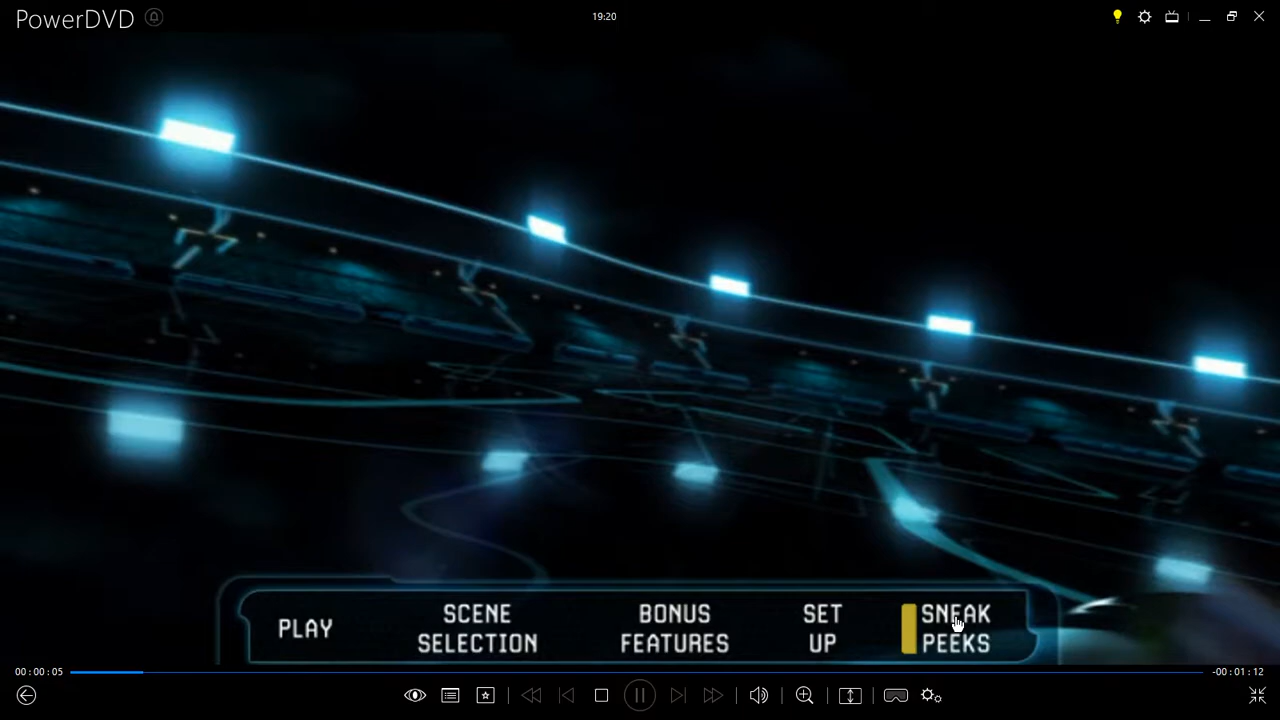 PowerDVD
19:20
PLAY
SCENE
SELECTION
BONUS
FEATURES
SET
UP
SNEAK
PEEKS
00:00:05
-00:01:12